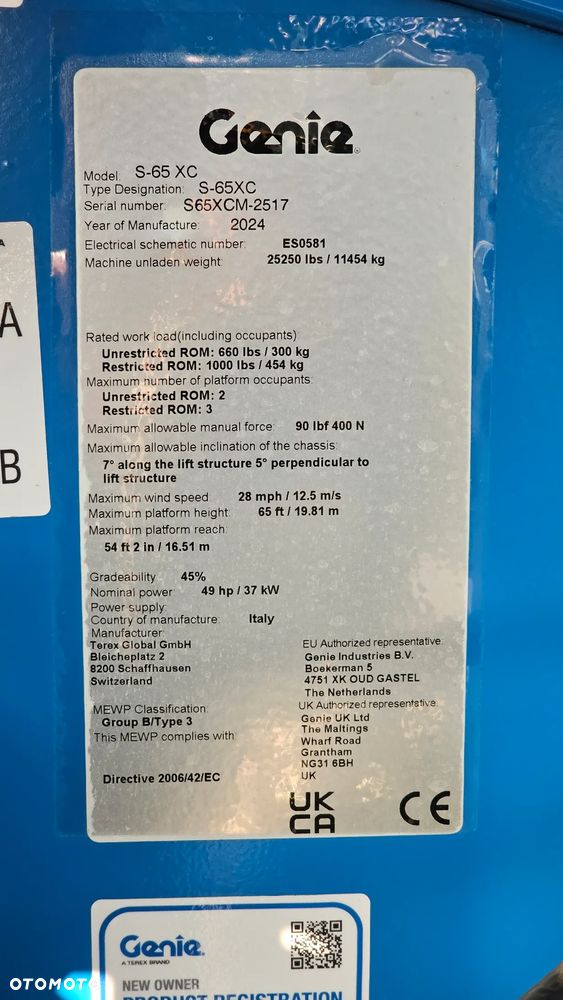 Genie
Model: S-65 XC
Type Designation: S-65XC
Serial number: S65XCM-2517
Year of Manufacture: 2024
Electrical schematic number: ES0581
Machine unladen weight: 25250 lbs / 11454 kg
A
A
B
Rated work load(including occupants)
Unrestricted ROM: 660 lbs / 300 kg
Restricted ROM: 1000 lbs / 454 kg
Maximum number of platform occupants:
Unrestricted ROM: 2
Restricted ROM: 3
Maximum allowable manual force: 90 lbf 400 N
Maximum allowable inclination of the chassis:
7° along the lift structure 5° perpendicular to
lift structure
Maximum wind speed: 28 mph / 12.5 m/s
Maximum platform height: 65 ft / 19.81 m
Maximum platform reach:
54 ft 2 in / 16.51 m
Gradeability: 45%
Nominal power: 49 hp / 37 kW
Power supply:
Country of manufacture: Italy
Manufacturer:
Terex Global GmbH
Bleicheplatz 2
8200 Schaffhausen
Switzerland
EU Authorized representative:
Genie Industries B.V.
Boekerman 5
4751 XK OUD GASTEL
The Netherlands
MEWP Classification:
Group B/Type 3
This MEWP complies with:
Directive 2006/42/EC
UK Authorized representative:
Genie UK Ltd
The Maltings
Wharf Road
Grantham
NG31 6BH
UK
UK
CA
CE
Genie
A TEREX BRAND
NEW OWNER
PRODUCT REGISTRATION
OTOMOTO